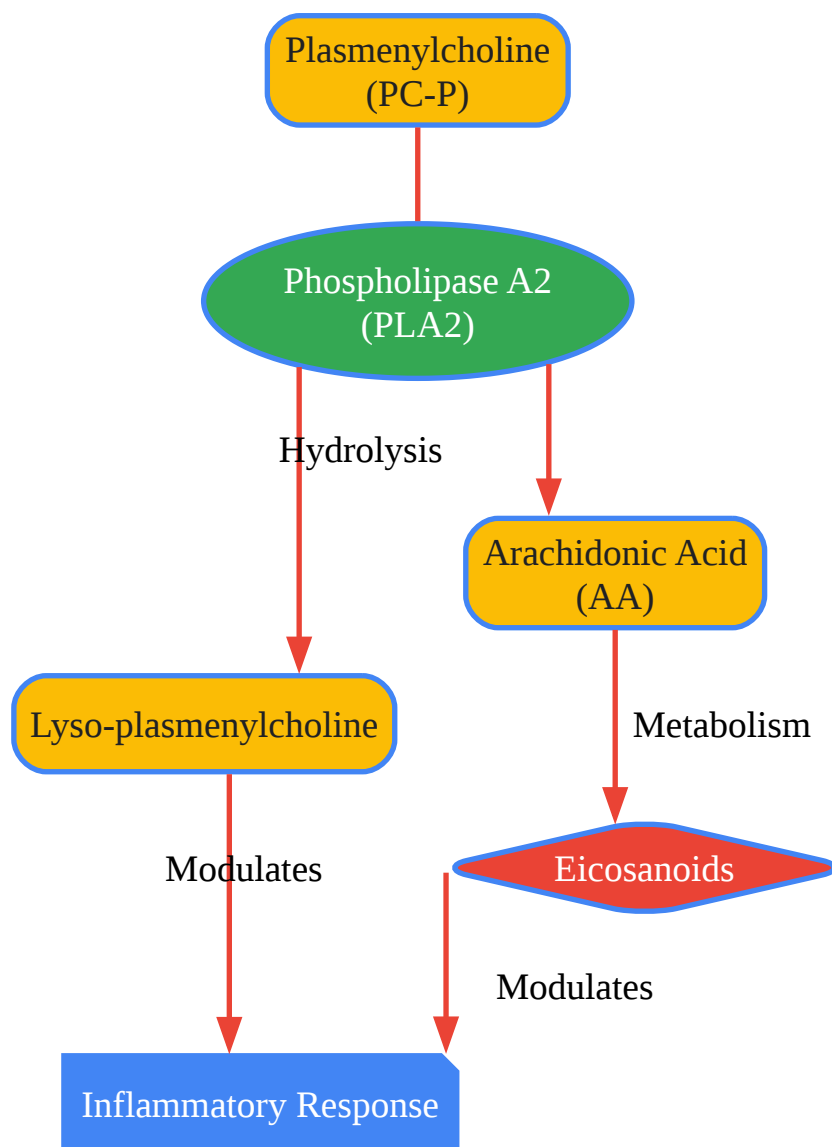 Plasmenylcholine
(PC-P)
Phospholipase A2
(PLA2)
Hydrolysis
Arachidonic Acid
(AA)
Lyso-plasmenylcholine
Metabolism
Modulates
Eicosanoids
Modulates
Inflammatory Response